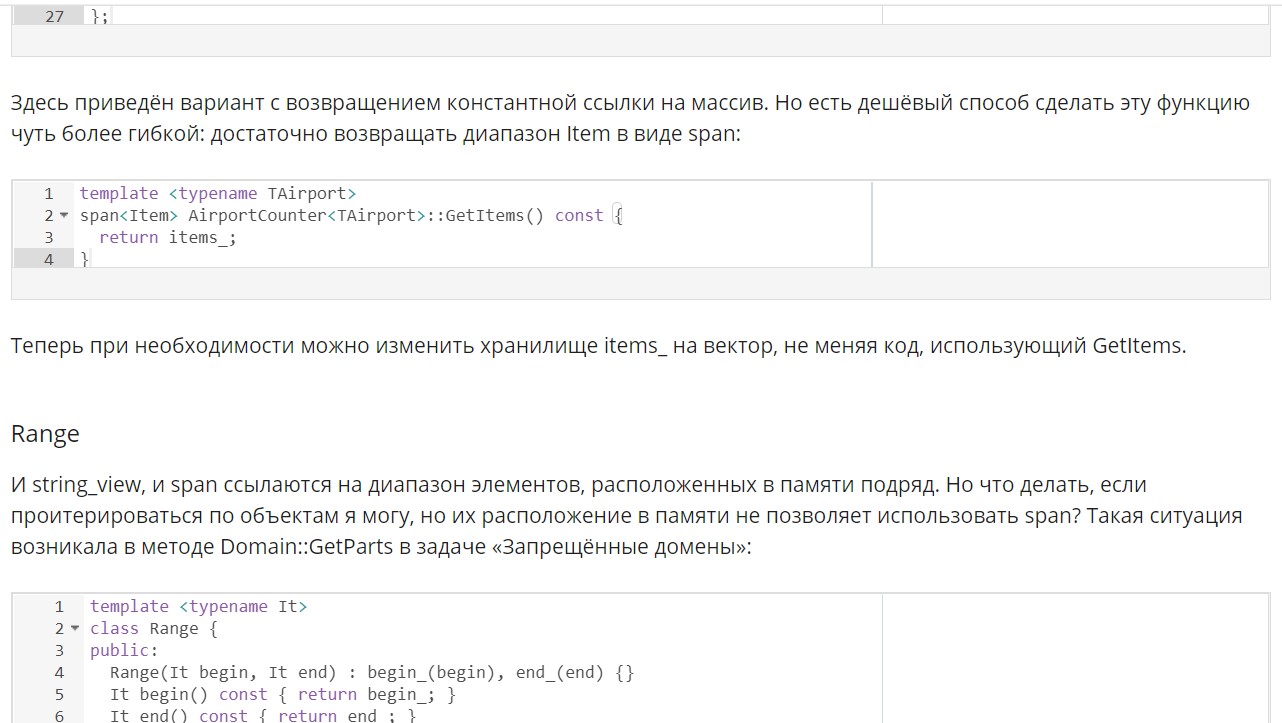 27 };
Здесь приведён вариант с возвращением константной ссылки на массив. Но есть дешёвый способ сделать эту функцию
чуть более гибкой: достаточно возвращать диапазон Item в виде span:
1 template <typename TAirport>
2 span<Item> AirportCounter<TAirport>::GetItems() const {
3   return items_;
4 }
Теперь при необходимости можно изменить хранилище items_ на вектор, не меняя код, использующий GetItems.
Range
И string_view, и span ссылаются на диапазон элементов, расположенных в памяти подряд. Но что делать, если
проитерироваться по объектам я могу, но их расположение в памяти не позволяет использовать span? Такая ситуация
возникала в методе Domain::GetParts в задаче «Запрещённые домены»:
1 template <typename It>
2 class Range {
3 public:
4   Range(It begin, It end) : begin_(begin), end_(end) {}
5   It begin() const { return begin_; }
6   It end() const { return end_; }